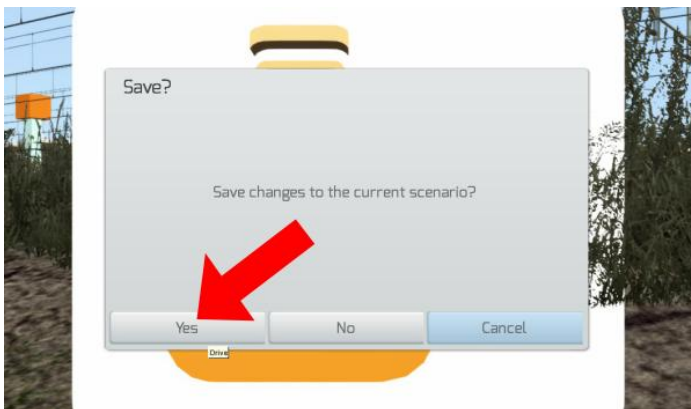 Save?
Save changes to the current scenario?
Yes No Cancel
Drive